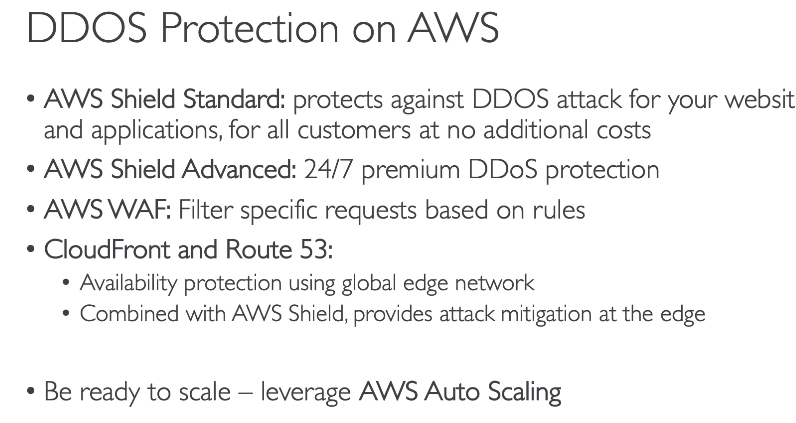 DDOS Protection on AWS
• AWS Shield Standard: protects against DDOS attack for your websit
and applications, for all customers at no additional costs
• AWS Shield Advanced: 24/7 premium DDoS protection
• AWS WAF: Filter specific requests based on rules
• CloudFront and Route 53:
• Availability protection using global edge network
• Combined with AWS Shield, provides attack mitigation at the edge
• Be ready to scale – leverage AWS Auto Scaling